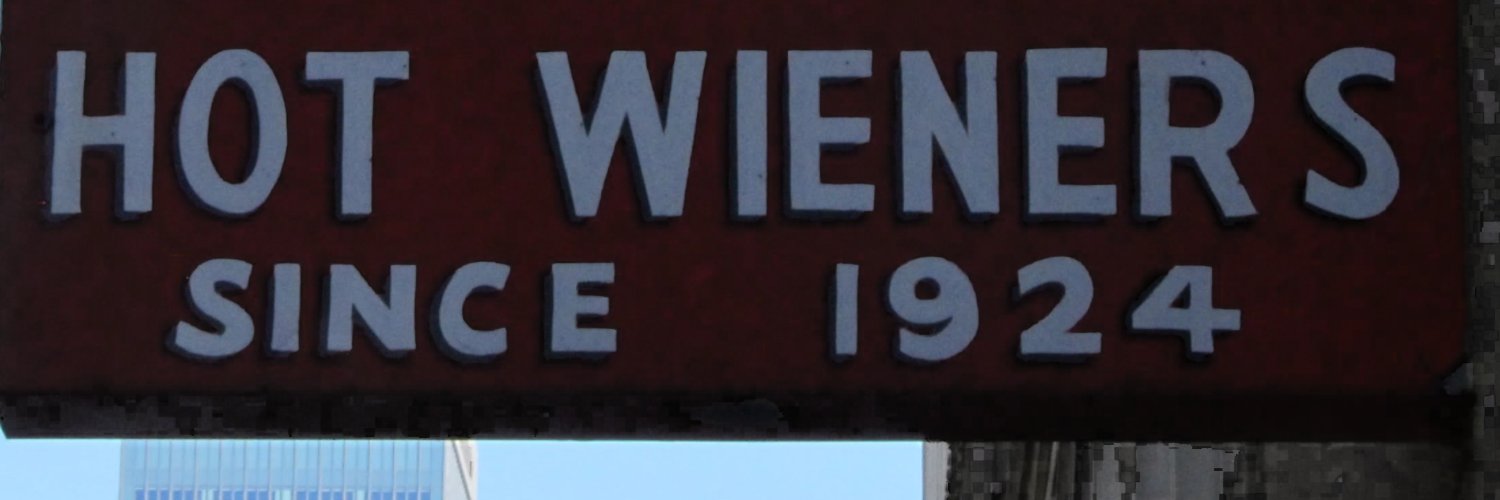 HOT WIENERS
SINCE 1924